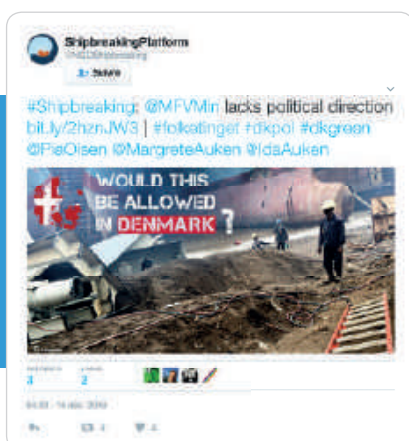 ShipbreakingPlatform
#Shipbreaking: @MFVMin lacks political direction
bit.ly/2hznJW3 | #folketinget #dkpol #dkgreen
@PiaOlsen @MargreteAuken @IdaAuken
WOULD THIS
BE ALLOWED
IN DENMARK ?
3 2